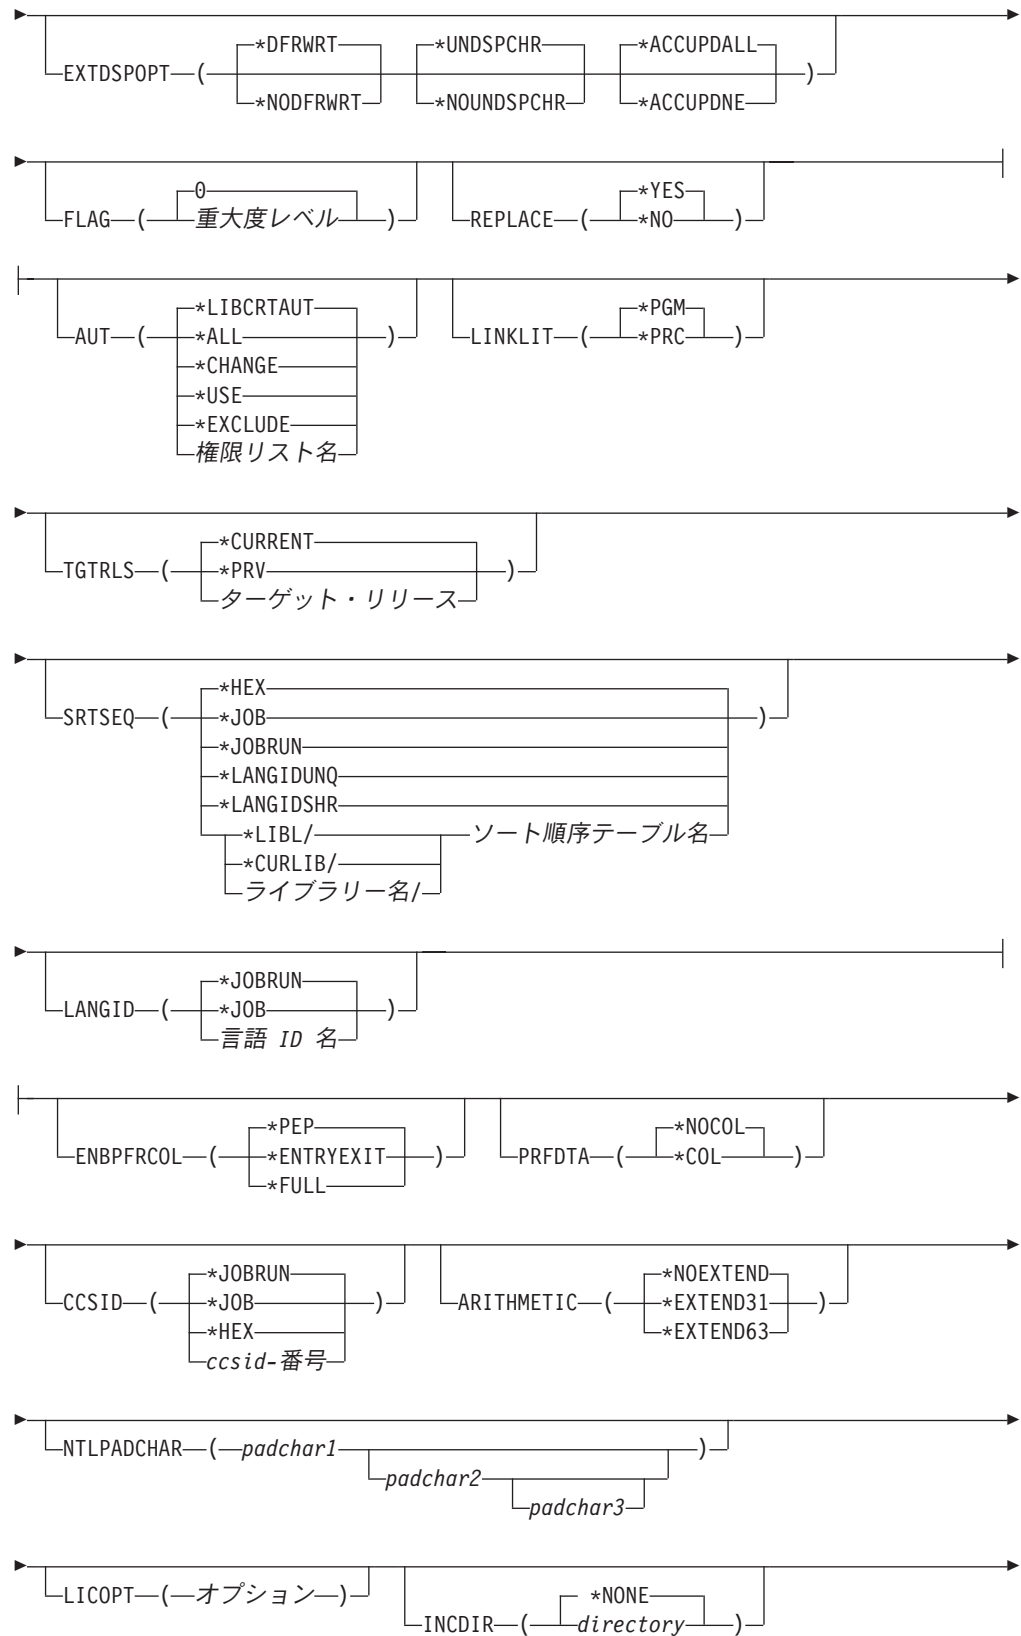 *DFRWRT *UNDSPCHR *ACCUPDALL
EXTDSPOPT ( )
*NODFRWRT *NOUNDSPCHR *ACCUPDNE
0 *YES
FLAG ( 重大度レベル ) REPLACE ( *NO )
*LIBCRTAUT *PGM
AUT ( *ALL ) LINKLIT ( *PRC )
*CHANGE
*USE
*EXCLUDE
権限リスト名
*CURRENT
TGTRLS ( *PRV )
ターゲット・リリース
*HEX
SRTSEQ ( *JOB )
*JOBRUN
*LANGIDUNQ
*LANGIDSHR
*LIBL/ ソート順序テーブル名
*CURLIB/
ライブラリー名/
*JOBRUN
LANGID ( *JOB )
言語 ID 名
*PEP *NOCOL
ENBPFRCOL ( *ENTRYEXIT ) PRFDTA ( *COL )
*FULL
*JOBRUN *NOEXTEND
CCSID ( *JOB ) ARITHMETIC ( *EXTEND31 )
*HEX *EXTEND63
ccsid-番号
NTLPADCHAR ( padchar1 )
padchar2
padchar3
LICOPT ( オプション ) *NONE
INCDIR ( directory )